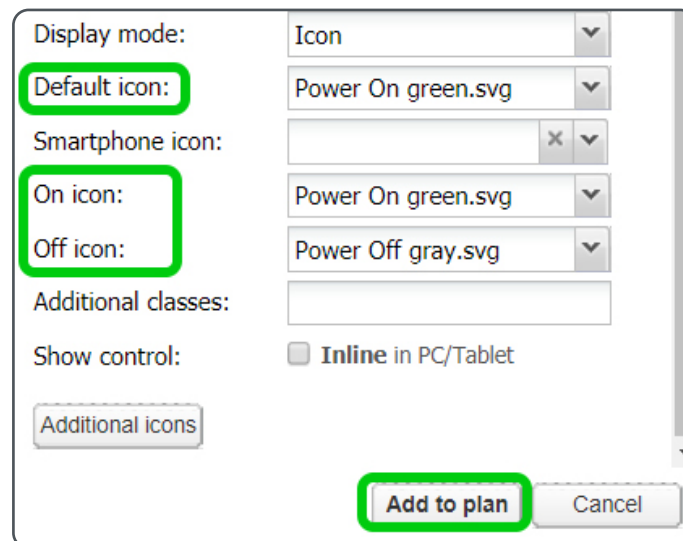 Display mode: Icon
Default icon: Power On green.svg
Smartphone icon:
On icon: Power On green.svg
Off icon: Power Off gray.svg
Additional classes:
Show control: Inline in PC/Tablet
Additional icons
Add to plan Cancel